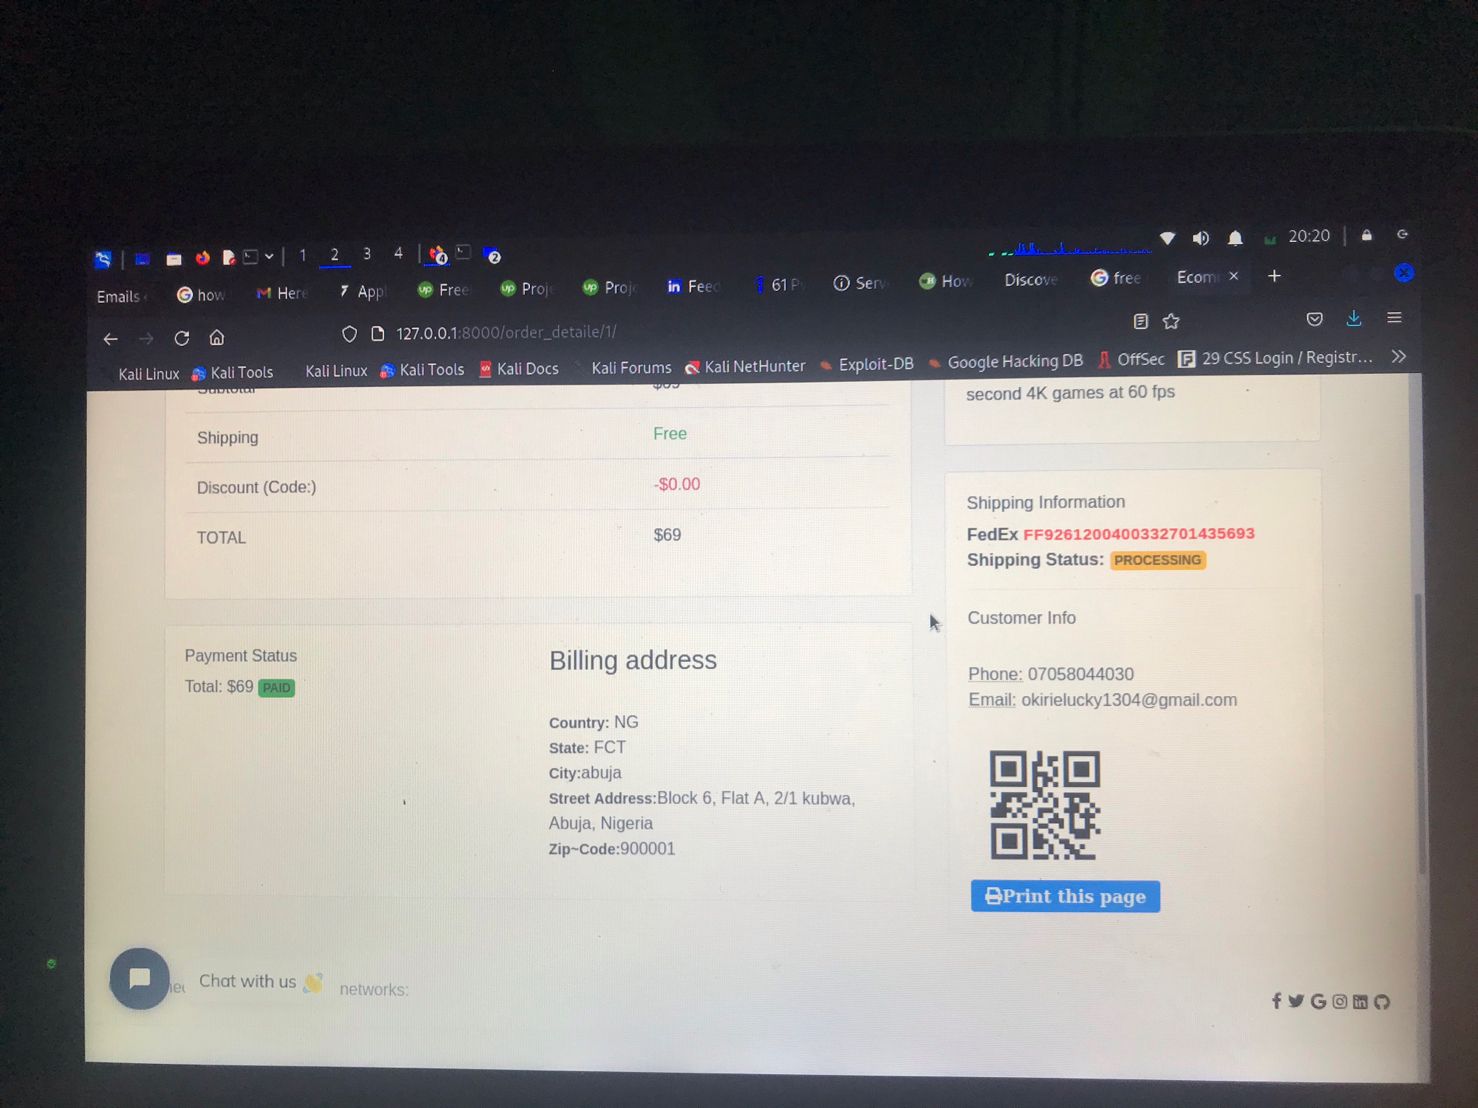 1 2 3 4 4 2 20:20
Emails how Here Appl Free Proj Proj Feed 61 Serv How Discove free Ecom
127.0.0.1:8000/order_detaile/1/
Kali Linux Kali Tools Kali Linux Kali Tools Kali Docs Kali Forums Kali NetHunter Exploit-DB Google Hacking DB OffSec 29 CSS Login / Registr...
Subtotal
second 4K games at 60 fps
Shipping Free
Discount (Code:) -$0.00
TOTAL $69
Shipping Information
FedEx FF9261200400332701435693
Shipping Status: PROCESSING
Payment Status
Total: $69 PAID
Billing address
Country: NG
State: FCT
City:abuja
Street Address:Block 6, Flat A, 2/1 kubwa,
Abuja, Nigeria
Zip~Code:900001
Customer Info
Phone: 07058044030
Email: okirielucky1304@gmail.com
Print this page
Chat with us 👋
networks: